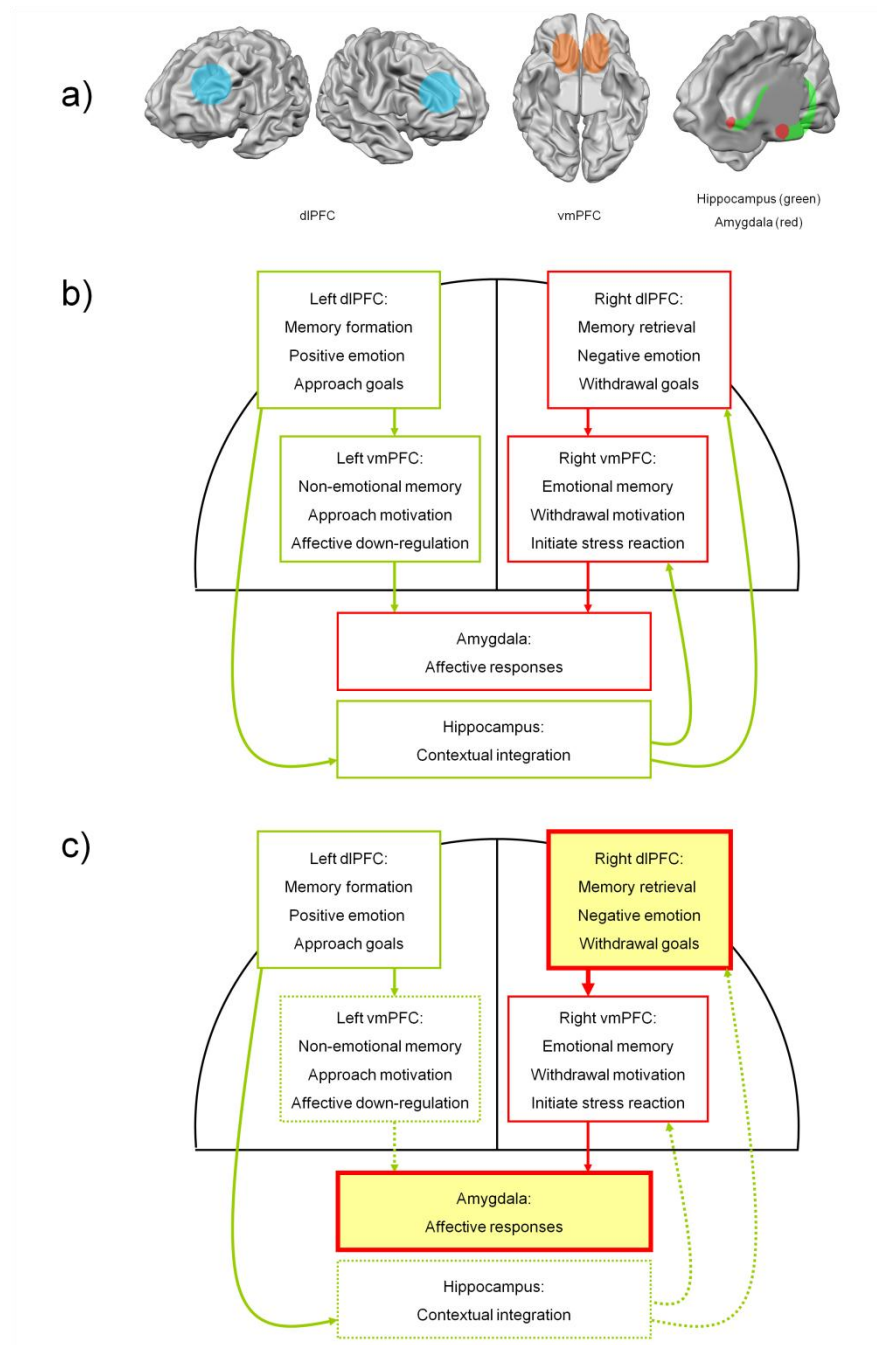 a)
dlPFC
vmPFC
Hippocampus (green)
Amygdala (red)
b)
Left dlPFC:
Memory formation
Positive emotion
Approach goals
Right dlPFC:
Memory retrieval
Negative emotion
Withdrawal goals
Left vmPFC:
Non-emotional memory
Approach motivation
Affective down-regulation
Right vmPFC:
Emotional memory
Withdrawal motivation
Initiate stress reaction
Amygdala:
Affective responses
Hippocampus:
Contextual integration
c)
Left dlPFC:
Memory formation
Positive emotion
Approach goals
Right dlPFC:
Memory retrieval
Negative emotion
Withdrawal goals
Left vmPFC:
Non-emotional memory
Approach motivation
Affective down-regulation
Right vmPFC:
Emotional memory
Withdrawal motivation
Initiate stress reaction
Amygdala:
Affective responses
Hippocampus:
Contextual integration